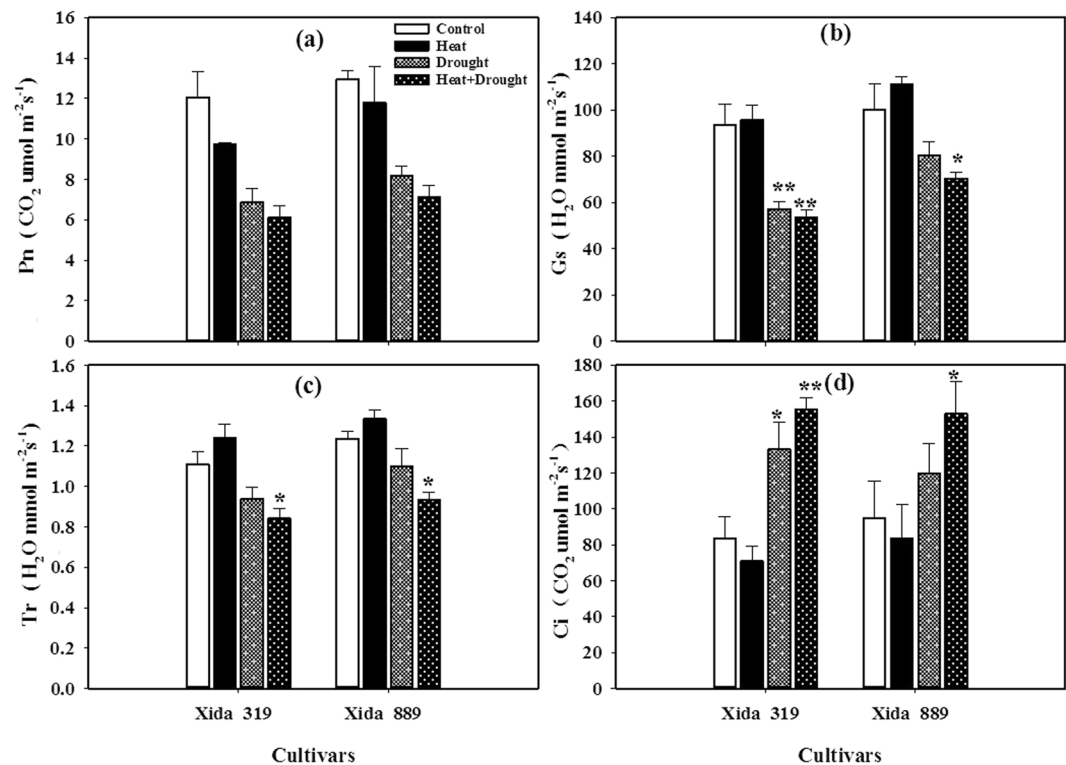 (a)
Control
Heat
Drought
Heat+Drought
16
14
12
10
8
6
4
2
0
Pn ( CO₂ umol m⁻²s⁻¹)
(b)
140
120
100
80
60
40
20
0
Gs ( H₂O mmol m⁻²s⁻¹)
**
**
*
(c)
1.6
1.4
1.2
1.0
0.8
0.6
0.4
0.2
0.0
Tr ( H₂O mmol m⁻²s⁻¹)
*
*
Xida 319 Xida 889
Cultivars
(d)
180
160
140
120
100
80
60
40
20
0
Ci ( CO₂ umol m⁻²s⁻¹)
*
**
*
Xida 319 Xida 889
Cultivars